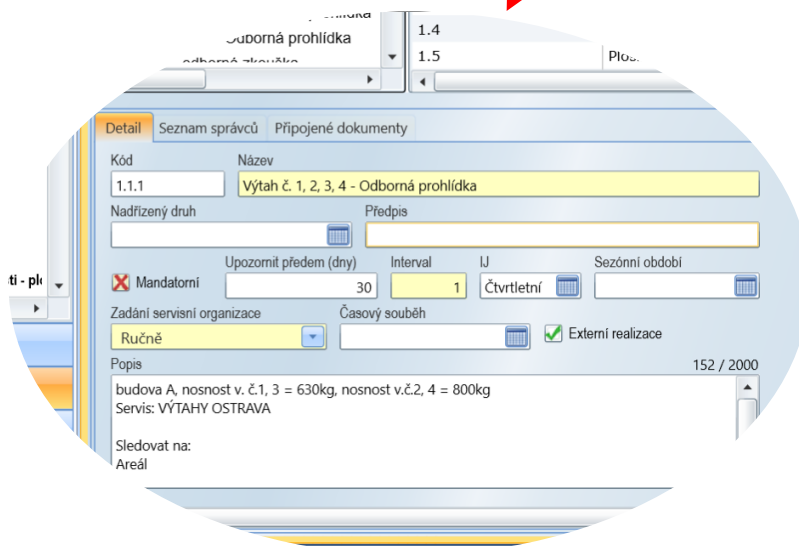 odborná prohlídka
1.4
1.5
Detail Seznam správců Připojené dokumenty
Kód Název
1.1.1 Výtah č. 1, 2, 3, 4 - Odborná prohlídka
Nadřízený druh Předpis
Upozornit předem (dny) Interval IJ Sezónní období
Mandatorní 30 1 Čtvrtletní
Zadání servisní organizace Časový souběh
Ručně Externí realizace
Popis 152 / 2000
budova A, nosnost v. č.1, 3 = 630kg, nosnost v.č.2, 4 = 800kg
Servis: VÝTAHY OSTRAVA
Sledovat na:
Areál